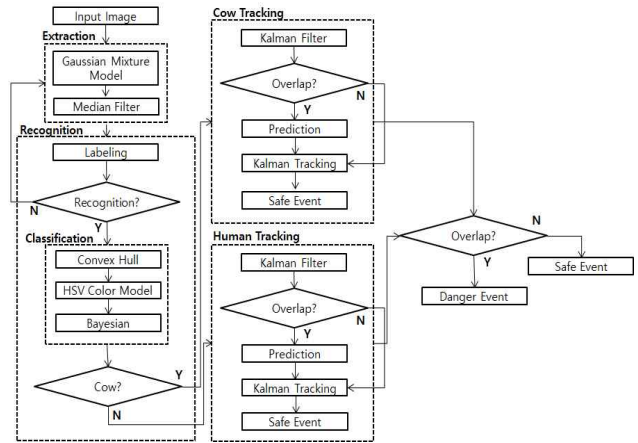 Input Image
Extraction
Gaussian Mixture
Model
Median Filter
Recognition
Labeling
Recognition?
N
Y
Classification
Convex Hull
HSV Color Model
Bayesian
Cow?
Y
N
Cow Tracking
Kalman Filter
Overlap?
N
Y
Prediction
Kalman Tracking
Safe Event
Human Tracking
Kalman Filter
Overlap?
N
Y
Prediction
Kalman Tracking
Safe Event
Overlap?
N
Y
Safe Event
Danger Event